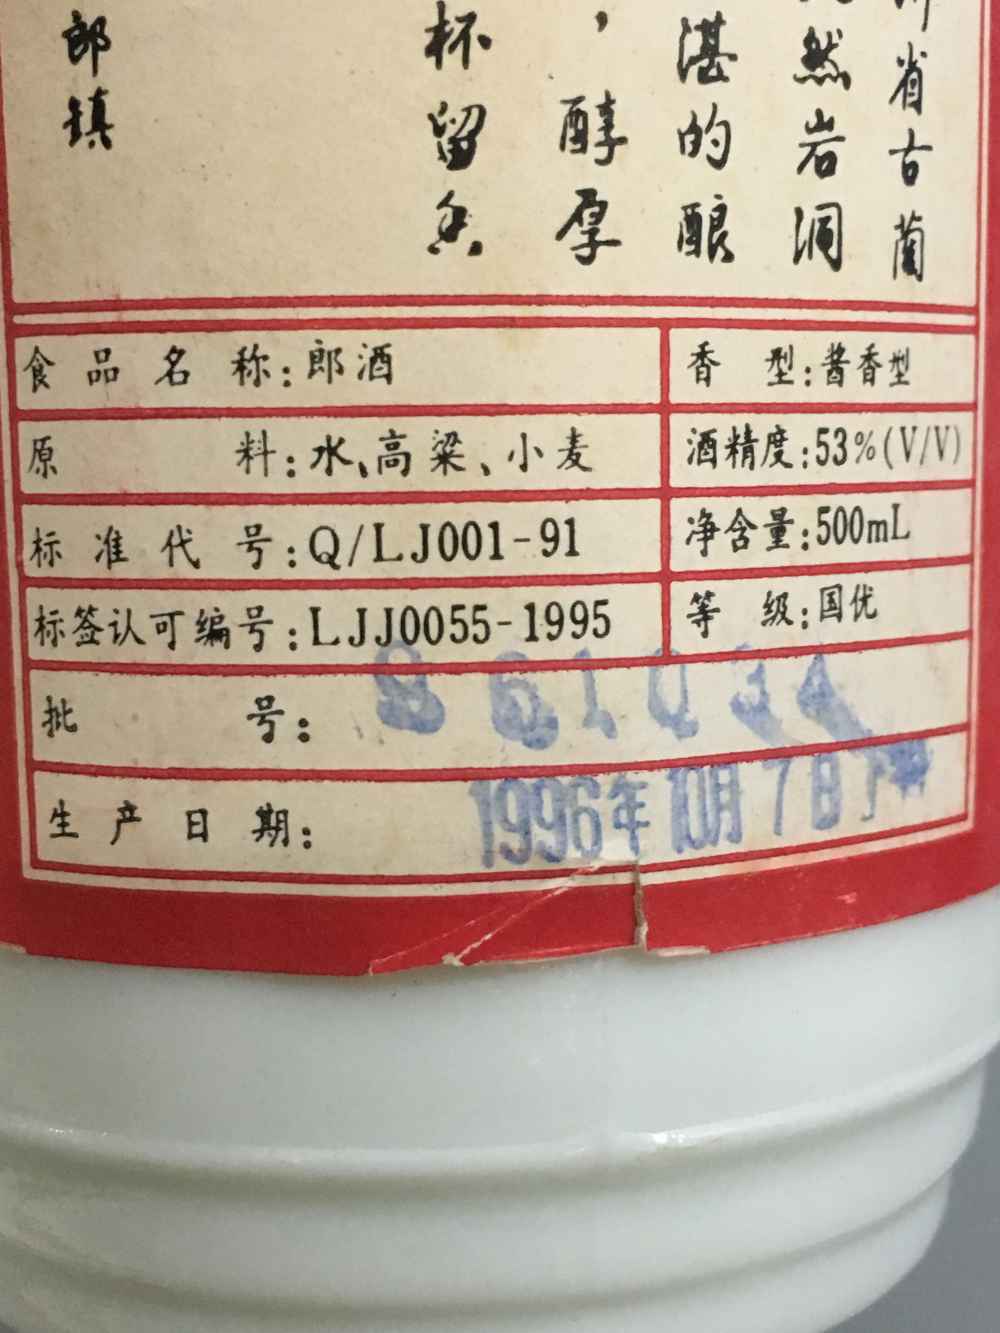 省古蔺
然岩洞
湛的酿
，醇厚
杯留香
郎镇
食品名称：郎酒
香型：酱香型
原料：水、高粱、小麦
酒精度：53%(V/V)
标准代号：Q/LJ001-91
净含量：500mL
标签认可编号：LJJ0055-1995
等级：国优
批号：
生产日期：1996年10月7日